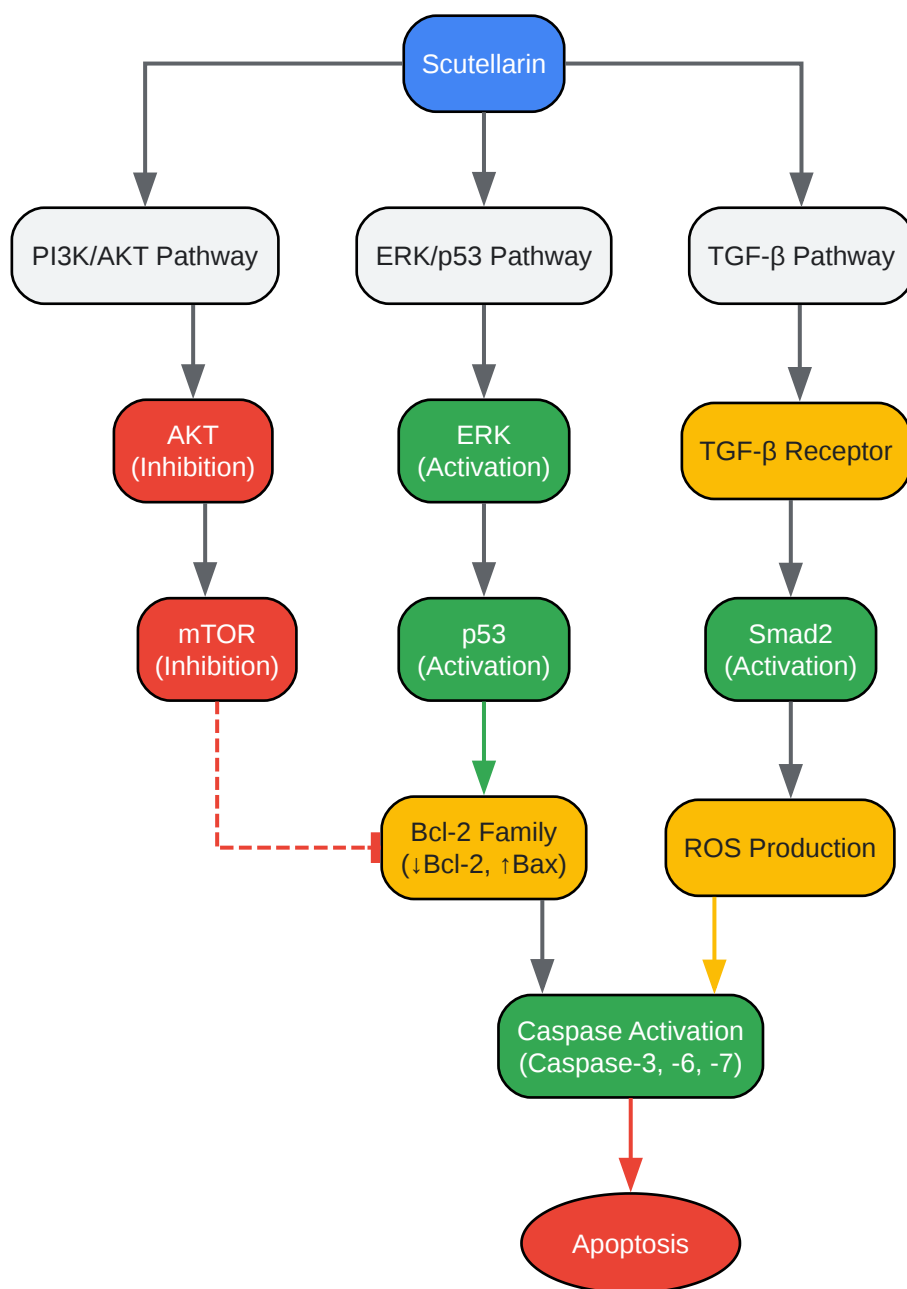 Scutellarin
PI3K/AKT Pathway
ERK/p53 Pathway
TGF-β Pathway
AKT
(Inhibition)
ERK
(Activation)
TGF-β Receptor
mTOR
(Inhibition)
p53
(Activation)
Smad2
(Activation)
Bcl-2 Family
(↓Bcl-2, ↑Bax)
ROS Production
Caspase Activation
(Caspase-3, -6, -7)
Apoptosis